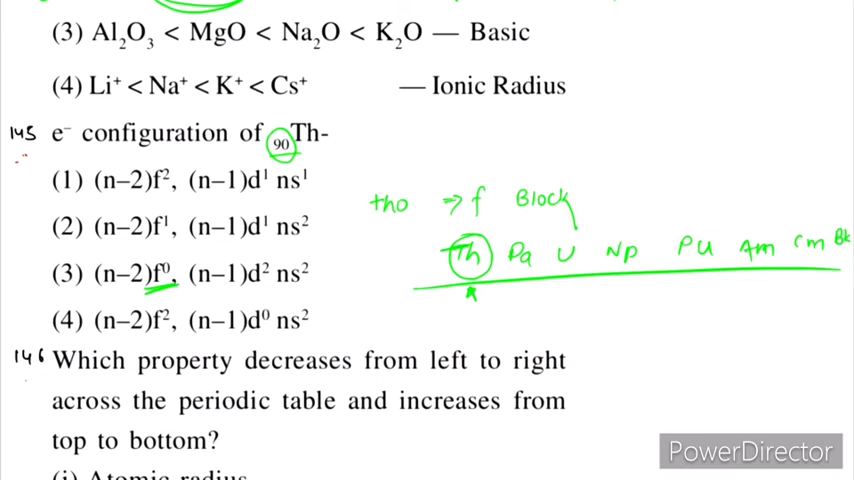 (3) Al₂O₃ < MgO < Na₂O < K₂O — Basic
(4) Li⁺ < Na⁺ < K⁺ < Cs⁺ — Ionic Radius
145 e⁻ configuration of ₉₀Th-
(1) (n–2)f², (n–1)d¹ ns¹
(2) (n–2)f¹, (n–1)d¹ ns²
(3) (n–2)f⁰, (n–1)d² ns²
(4) (n–2)f², (n–1)d⁰ ns²
tho => f Block
Th Pa U Np PU Am Cm Bk
146 Which property decreases from left to right
across the periodic table and increases from
top to bottom?
(i) Atomic radius
PowerDirector